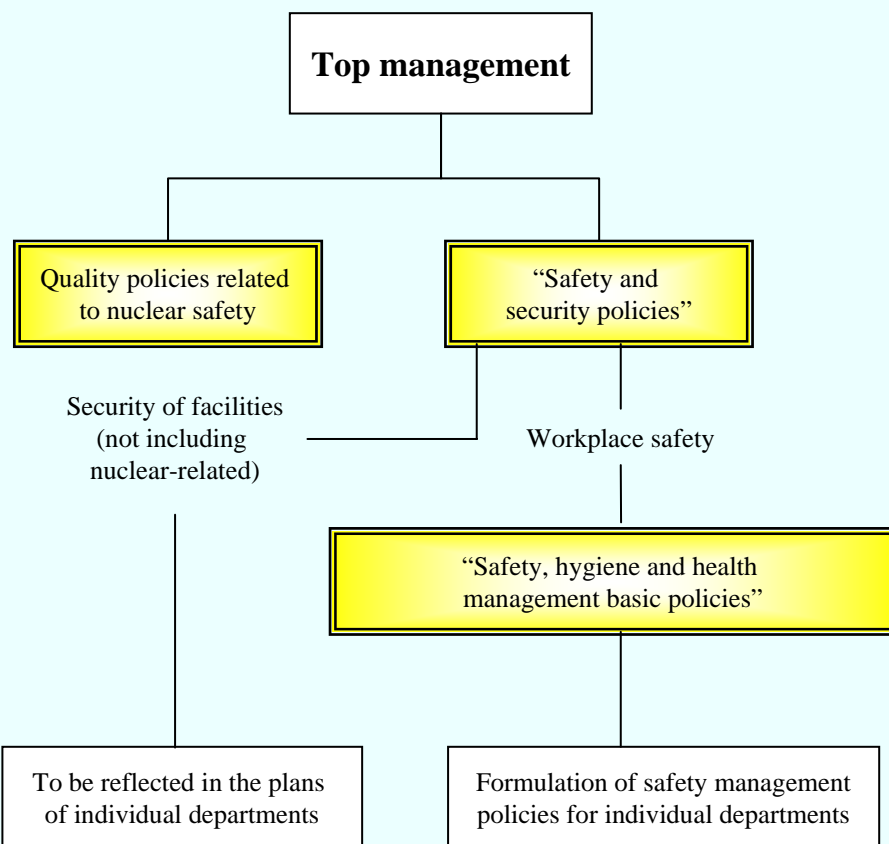 Top management
Quality policies related
to nuclear safety
“Safety and
security policies”
Security of facilities
(not including
nuclear-related)
Workplace safety
“Safety, hygiene and health
management basic policies”
To be reflected in the plans
of individual departments
Formulation of safety management
policies for individual departments